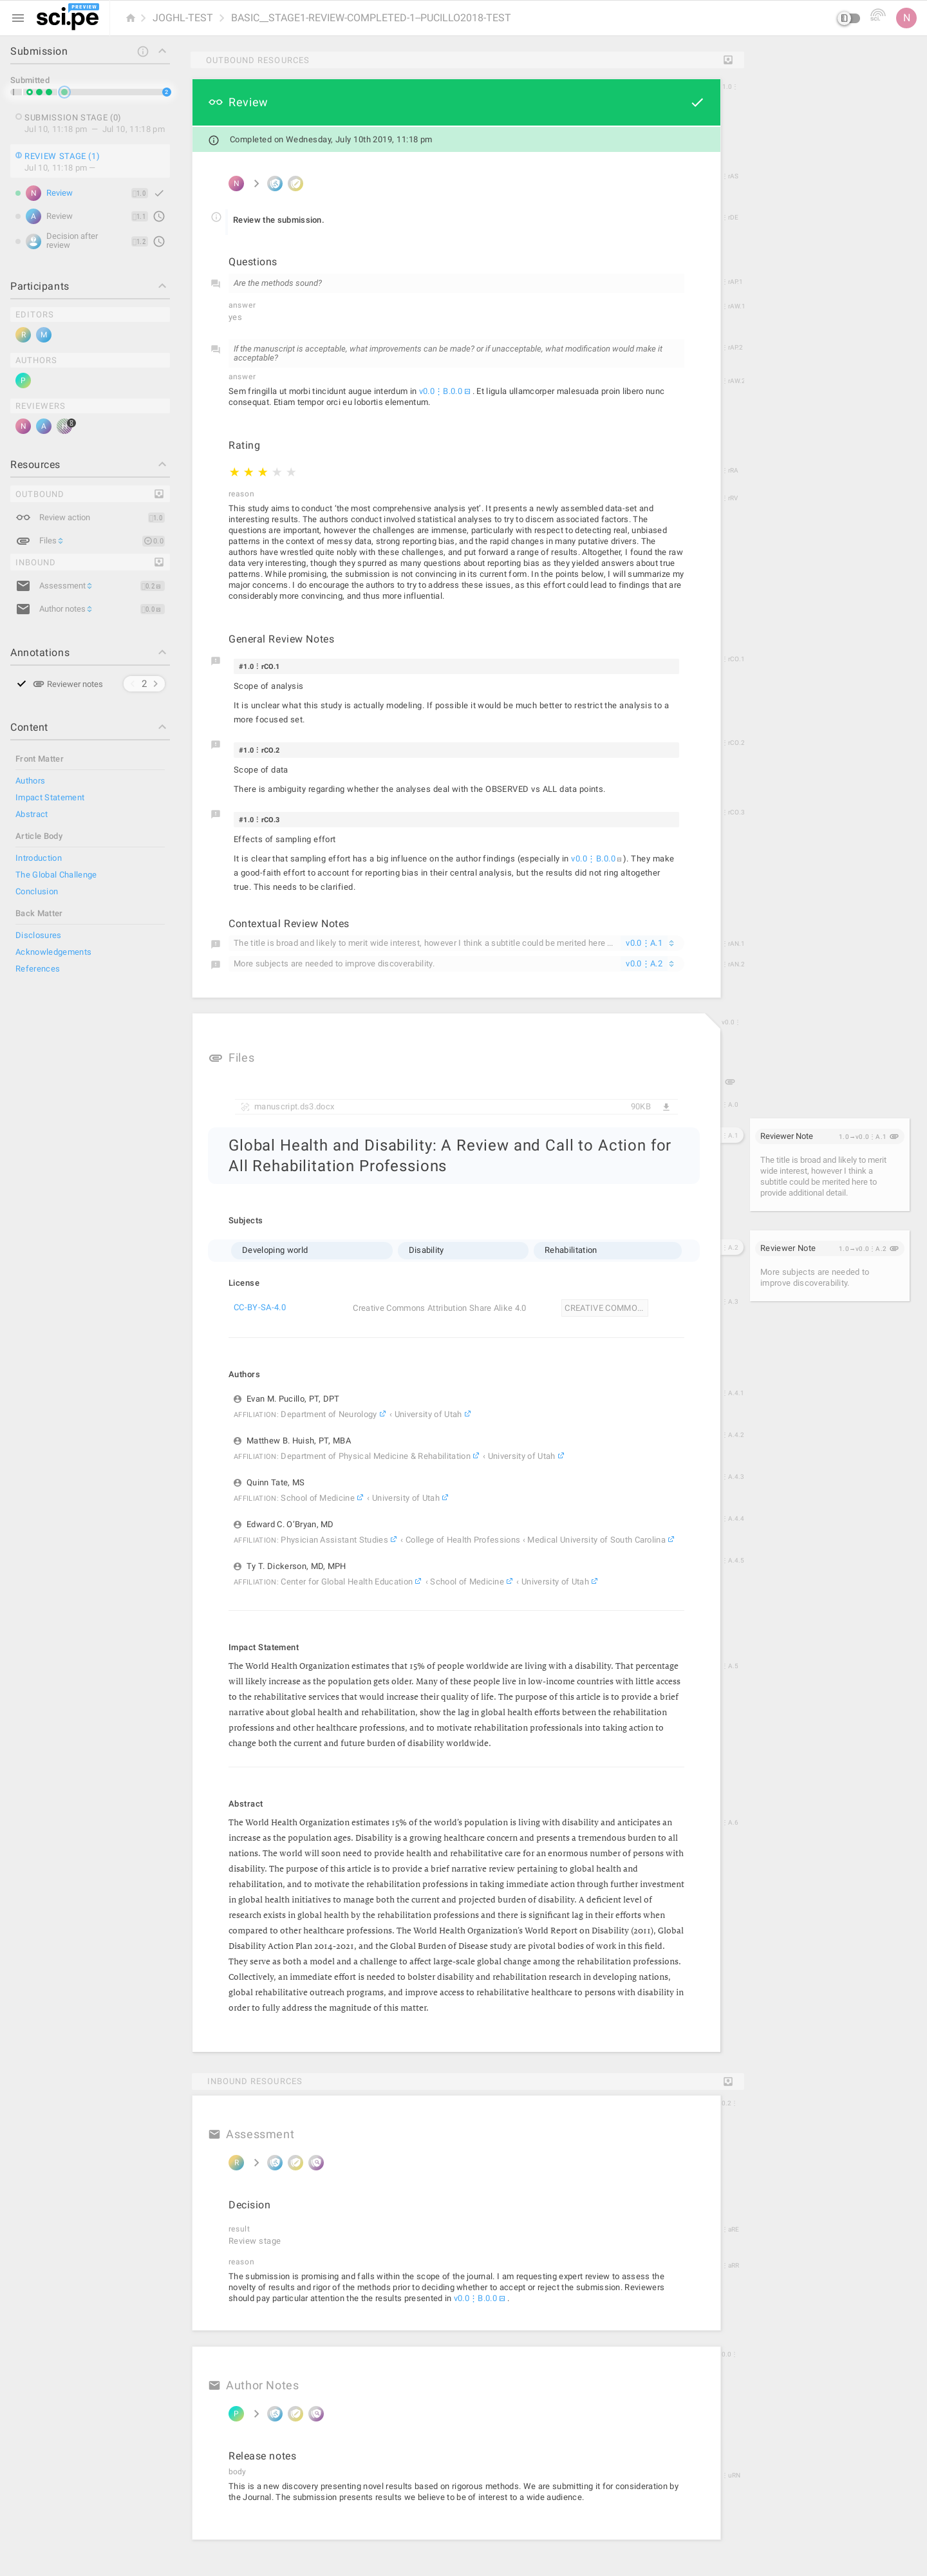 sci.pe PREVIEW
JOGHL-TEST
BASIC__STAGE1-REVIEW-COMPLETED-1--PUCILLO2018-TEST
N
Submission
Submitted
2
SUBMISSION STAGE (0)
Jul 10, 11:18 pm — Jul 10, 11:18 pm
REVIEW STAGE (1)
Jul 10, 11:18 pm —
N Review :1.0
A Review :1.1
Decision after
review :1.2
Participants
EDITORS
R M
AUTHORS
P
REVIEWERS
N A
Resources
OUTBOUND
Review action :1.0
Files 0.0
INBOUND
Assessment :0.2
Author notes :0.0
Annotations
Reviewer notes 2
Content
Front Matter
Authors
Impact Statement
Abstract
Article Body
Introduction
The Global Challenge
Conclusion
Back Matter
Disclosures
Acknowledgements
References
OUTBOUND RESOURCES
Review
Completed on Wednesday, July 10th 2019, 11:18 pm
N
Review the submission.
Questions
Are the methods sound?
answer
yes
If the manuscript is acceptable, what improvements can be made? or if unacceptable, what modification would make it
acceptable?
answer
Sem fringilla ut morbi tincidunt augue interdum in v0.0⋮B.0.0 . Et ligula ullamcorper malesuada proin libero nunc
consequat. Etiam tempor orci eu lobortis elementum.
Rating
reason
This study aims to conduct ‘the most comprehensive analysis yet’. It presents a newly assembled data-set and
interesting results. The authors conduct involved statistical analyses to try to discern associated factors. The
questions are important, however the challenges are immense, particularly with respect to detecting real, unbiased
patterns in the context of messy data, strong reporting bias, and the rapid changes in many putative drivers. The
authors have wrestled quite nobly with these challenges, and put forward a range of results. Altogether, I found the raw
data very interesting, though they spurred as many questions about reporting bias as they yielded answers about true
patterns. While promising, the submission is not convincing in its current form. In the points below, I will summarize my
major concerns. I do encourage the authors to try to address these issues, as this effort could lead to findings that are
considerably more convincing, and thus more influential.
General Review Notes
#1.0⋮rCO.1
Scope of analysis
It is unclear what this study is actually modeling. If possible it would be much better to restrict the analysis to a
more focused set.
#1.0⋮rCO.2
Scope of data
There is ambiguity regarding whether the analyses deal with the OBSERVED vs ALL data points.
#1.0⋮rCO.3
Effects of sampling effort
It is clear that sampling effort has a big influence on the author findings (especially in v0.0⋮B.0.0 ). They make
a good-faith effort to account for reporting bias in their central analysis, but the results did not ring altogether
true. This needs to be clarified.
Contextual Review Notes
The title is broad and likely to merit wide interest, however I think a subtitle could be merited here ... v0.0⋮A.1
More subjects are needed to improve discoverability. v0.0⋮A.2
Files
manuscript.ds3.docx 90KB
Global Health and Disability: A Review and Call to Action for
All Rehabilitation Professions
Subjects
Developing world Disability Rehabilitation
License
CC-BY-SA-4.0 Creative Commons Attribution Share Alike 4.0 CREATIVE COMMO...
Authors
Evan M. Pucillo, PT, DPT
AFFILIATION: Department of Neurology ‹ University of Utah
Matthew B. Huish, PT, MBA
AFFILIATION: Department of Physical Medicine & Rehabilitation ‹ University of Utah
Quinn Tate, MS
AFFILIATION: School of Medicine ‹ University of Utah
Edward C. O’Bryan, MD
AFFILIATION: Physician Assistant Studies ‹ College of Health Professions ‹ Medical University of South Carolina
Ty T. Dickerson, MD, MPH
AFFILIATION: Center for Global Health Education ‹ School of Medicine ‹ University of Utah
Impact Statement
The World Health Organization estimates that 15% of people worldwide are living with a disability. That percentage
will likely increase as the population gets older. Many of these people live in low-income countries with little access
to the rehabilitative services that would increase their quality of life. The purpose of this article is to provide a brief
narrative about global health and rehabilitation, show the lag in global health efforts between the rehabilitation
professions and other healthcare professions, and to motivate rehabilitation professionals into taking action to
change both the current and future burden of disability worldwide.
Abstract
The World Health Organization estimates 15% of the world’s population is living with disability and anticipates an
increase as the population ages. Disability is a growing healthcare concern and presents a tremendous burden to all
nations. The world will soon need to provide health and rehabilitative care for an enormous number of persons with
disability. The purpose of this article is to provide a brief narrative review pertaining to global health and
rehabilitation, and to motivate the rehabilitation professions in taking immediate action through further investment
in global health initiatives to manage both the current and projected burden of disability. A deficient level of
research exists in global health by the rehabilitation professions and there is significant lag in their efforts when
compared to other healthcare professions. The World Health Organization’s World Report on Disability (2011), Global
Disability Action Plan 2014-2021, and the Global Burden of Disease study are pivotal bodies of work in this field.
They serve as both a model and a challenge to affect large-scale global change among the rehabilitation professions.
Collectively, an immediate effort is needed to bolster disability and rehabilitation research in developing nations,
global rehabilitative outreach programs, and improve access to rehabilitative healthcare to persons with disability in
order to fully address the magnitude of this matter.
Reviewer Note 1.0→v0.0⋮A.1
The title is broad and likely to merit
wide interest, however I think a
subtitle could be merited here to
provide additional detail.
Reviewer Note 1.0→v0.0⋮A.2
More subjects are needed to
improve discoverability.
INBOUND RESOURCES
Assessment
R
Decision
result
Review stage
reason
The submission is promising and falls within the scope of the journal. I am requesting expert review to assess the
novelty of results and rigor of the methods prior to deciding whether to accept or reject the submission. Reviewers
should pay particular attention the the results presented in v0.0⋮B.0.0 .
Author Notes
P
Release notes
body
This is a new discovery presenting novel results based on rigorous methods. We are submitting it for consideration by
the Journal. The submission presents results we believe to be of interest to a wide audience.